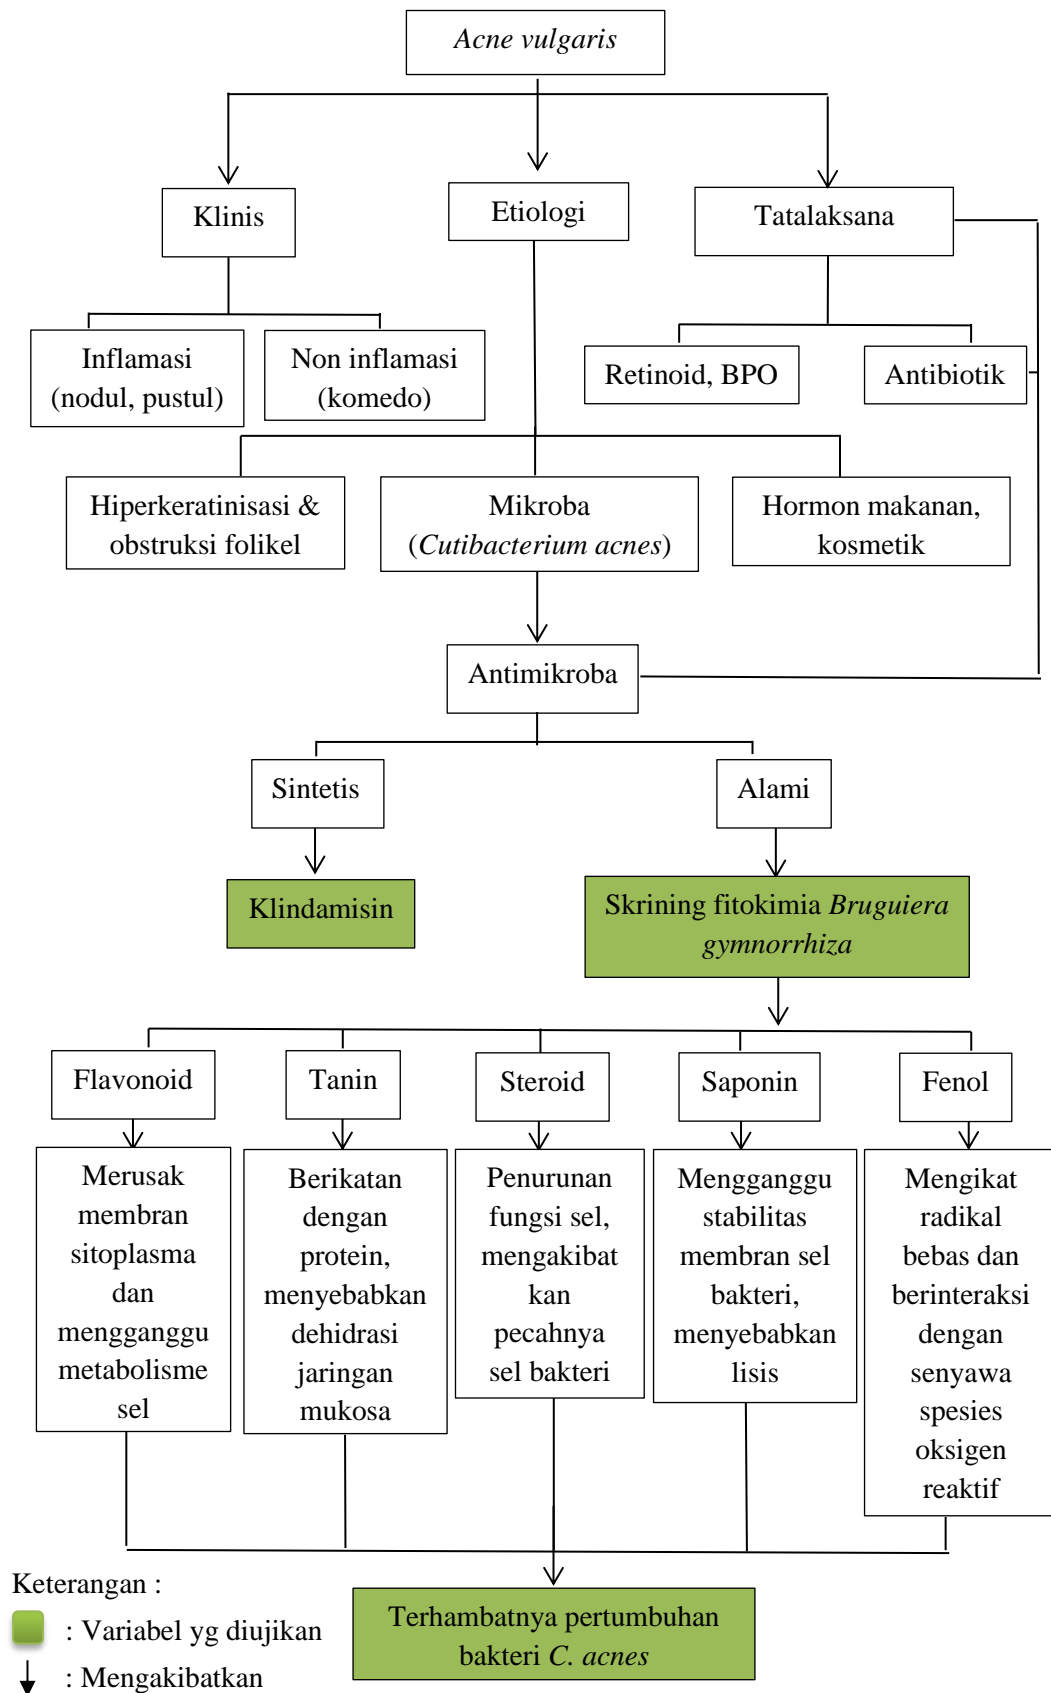 Acne vulgaris
Klinis
Etiologi
Tatalaksana
Inflamasi
(nodul, pustul)
Non inflamasi
(komedo)
Retinoid, BPO
Antibiotik
Hiperkeratinisasi &
obstruksi folikel
Mikroba
(Cutibacterium acnes)
Hormon makanan,
kosmetik
Antimikroba
Sintetis
Alami
Klindamisin
Skrining fitokimia Bruguiera
gymnorrhiza
Flavonoid
Tanin
Steroid
Saponin
Fenol
Merusak
membran
sitoplasma
dan
mengganggu
metabolisme
sel
Berikatan
dengan
protein,
menyebabkan
dehidrasi
jaringan
mukosa
Penurunan
fungsi sel,
mengakibat
kan
pecahnya
sel bakteri
Mengganggu
stabilitas
membran sel
bakteri,
menyebabkan
lisis
Mengikat
radikal
bebas dan
berinteraksi
dengan
senyawa
spesies
oksigen
reaktif
Terhambatnya pertumbuhan
bakteri C. acnes
Keterangan :
: Variabel yg diujikan
: Mengakibatkan